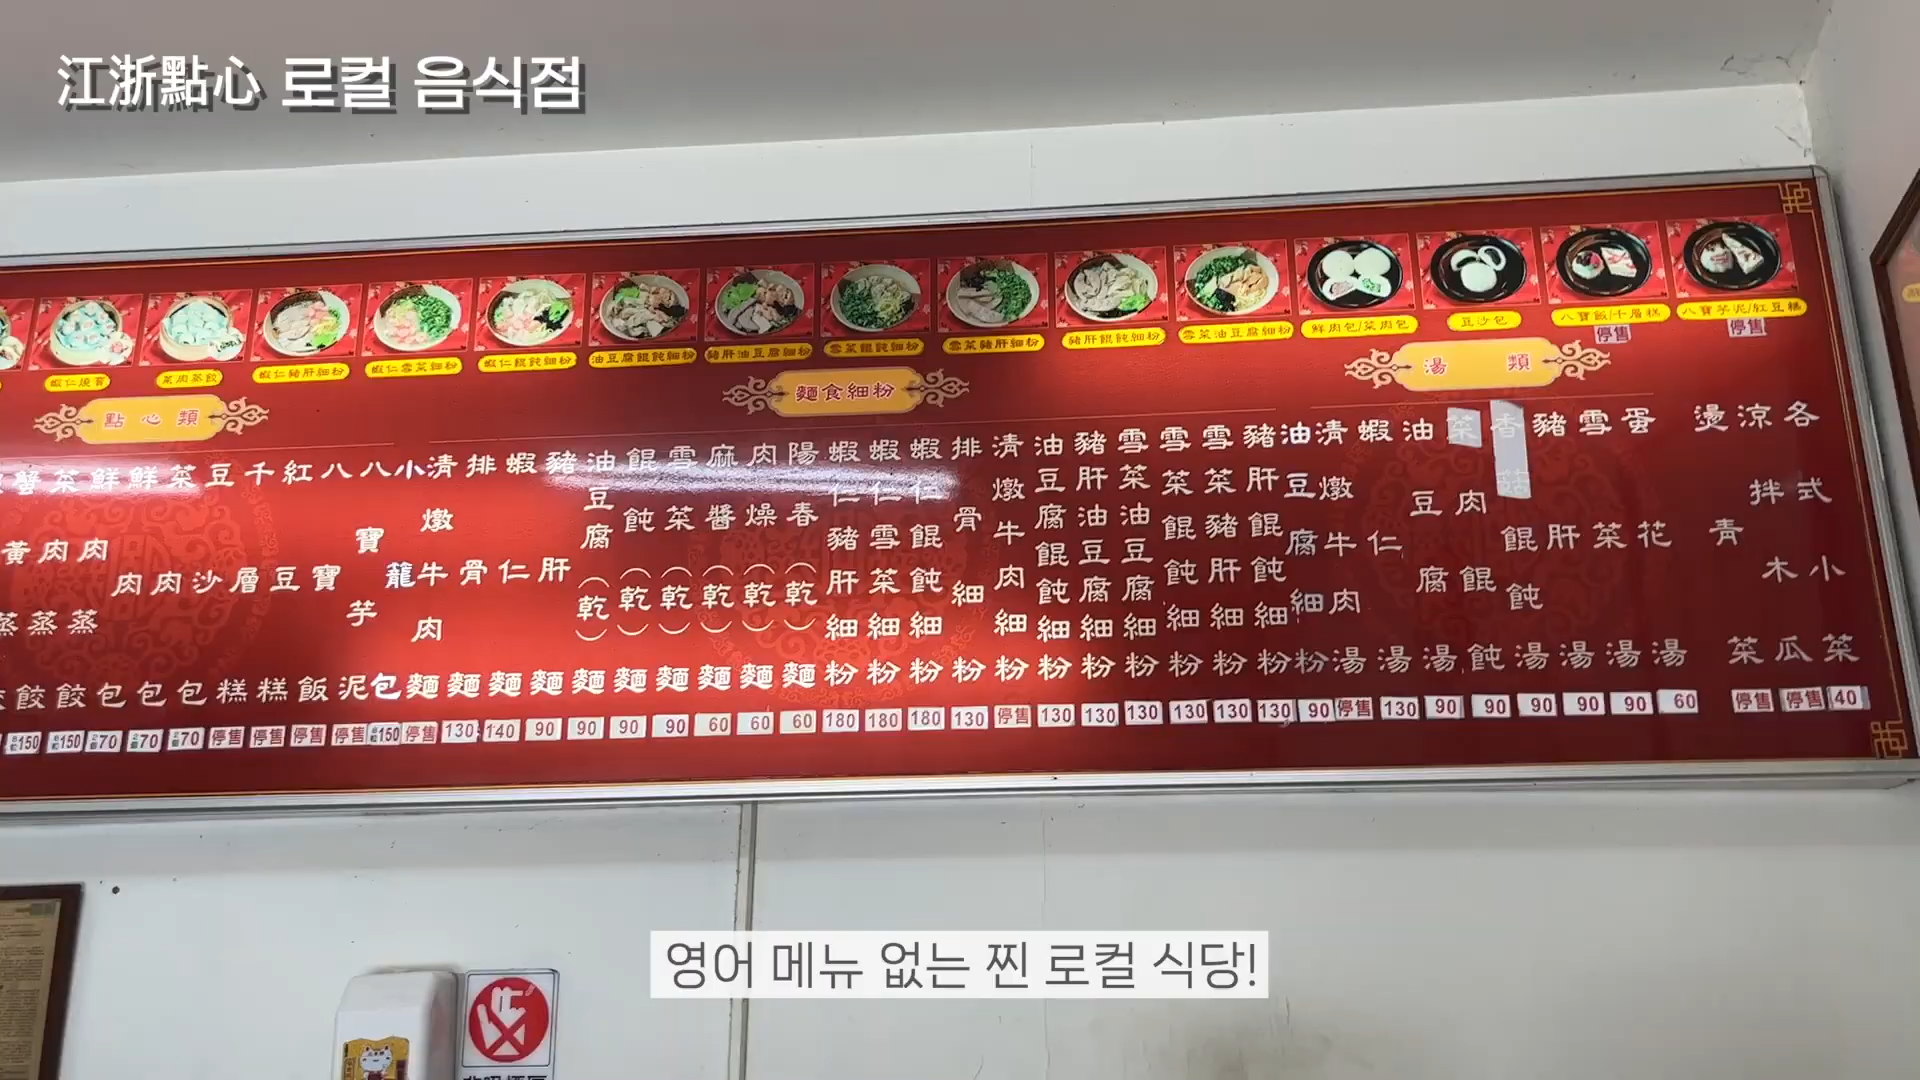 江浙點心 로컬 음식점
蝦仁燒賣
菜肉蒸餃
蝦仁豬肝細粉
蝦仁雪菜細粉
蝦仁餛飩細粉
油豆腐餛飩細粉
豬肝油豆腐細粉
雪菜餛飩細粉
雪菜豬肝細粉
豬肝餛飩細粉
雪菜油豆腐細粉
鮮肉包/菜肉包
豆沙包
八寶飯/千層糕
停售
八寶芋泥/紅豆糕
停售
點心類
麵食細粉
湯類
蟹黃蒸餃 150
菜肉蒸餃 150
鮮肉蒸餃
鮮肉包 70
菜肉包 70
豆沙包 70
千層糕 停售
紅豆糕 停售
八寶飯 停售
八寶芋泥 停售
小籠包 150
清燉牛肉麵 停售
排骨麵 130
蝦仁麵 140
豬肝麵 90
油豆腐(乾)麵 90
餛飩(乾)麵 90
雪菜(乾)麵 90
麻醬(乾)麵 60
肉燥(乾)麵 60
陽春(乾)麵 60
蝦仁豬肝細粉 180
蝦仁雪菜細粉 180
蝦仁餛飩細粉 180
排骨細粉 130
清燉牛肉細粉 停售
油豆腐餛飩細粉 130
豬肝油豆腐細粉 130
雪菜油豆腐細粉 130
雪菜餛飩細粉 130
雪菜豬肝細粉 130
豬肝餛飩細粉 130
油豆腐細粉 90
清燉牛肉湯 停售
蝦仁湯 130
油豆腐湯 90
菜肉餛飩 90
香菇餛飩湯 90
豬肝湯 90
雪菜湯 90
蛋花湯 60
燙青菜 停售
涼拌木瓜 停售
各式小菜 40
영어 메뉴 없는 찐 로컬 식당!